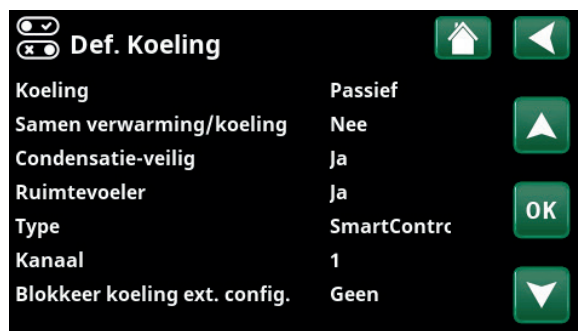 Def. Koeling
Koeling Passief
Samen verwarming/koeling Nee
Condensatie-veilig Ja
Ruimtevoeler Ja
Type SmartContrc
Kanaal 1
Blokkeer koeling ext. config. Geen
OK